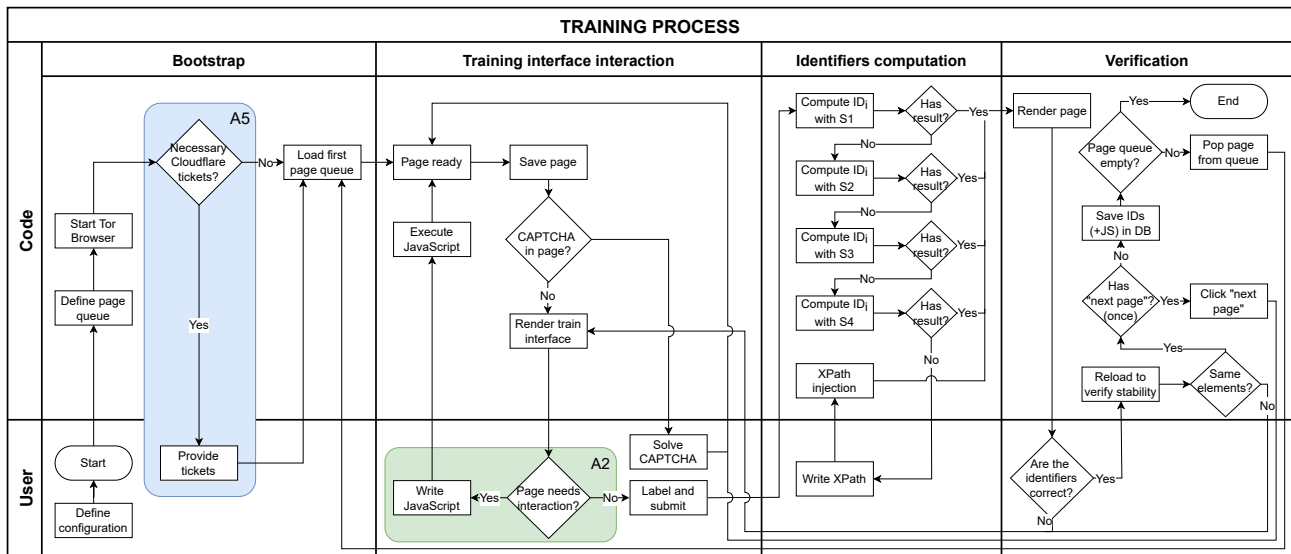 TRAINING PROCESS
Bootstrap
Training interface interaction
Identifiers computation
Verification
Code
User
A5
Necessary
Cloudflare
tickets?
No
Yes
Load first
page queue
Start Tor
Browser
Define page
queue
Start
Define
configuration
Provide
tickets
Page ready
Save page
Execute
JavaScript
CAPTCHA
in page?
No
Render train
interface
Solve
CAPTCHA
A2
Write
JavaScript
Yes
Page needs
interaction?
No
Label and
submit
Compute IDi
with S1
Has
result?
Yes
No
Compute IDi
with S2
Has
result?
Yes
No
Compute IDi
with S3
Has
result?
Yes
No
Compute IDi
with S4
Has
result?
Yes
No
XPath
injection
Write XPath
Render page
Yes
End
Page queue
empty?
No
Pop page
from queue
Save IDs
(+JS) in DB
No
Has
"next page"?
(once)
Yes
Click "next
page"
Yes
Reload to
verify stability
Same
elements?
No
Are the
identifiers
correct?
Yes
No